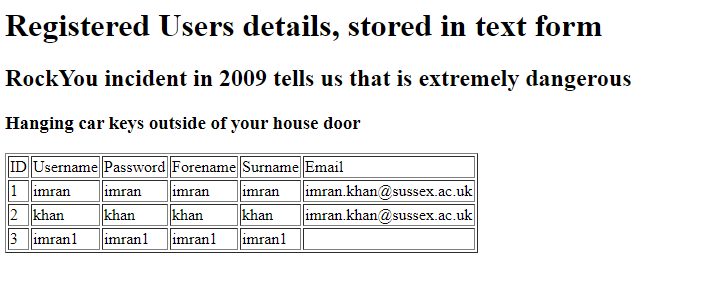 Registered Users details, stored in text form
RockYou incident in 2009 tells us that is extremely dangerous
Hanging car keys outside of your house door
ID Username Password Forename Surname Email
1 imran imran imran imran imran.khan@sussex.ac.uk
2 khan khan khan khan imran.khan@sussex.ac.uk
3 imran1 imran1 imran1 imran1